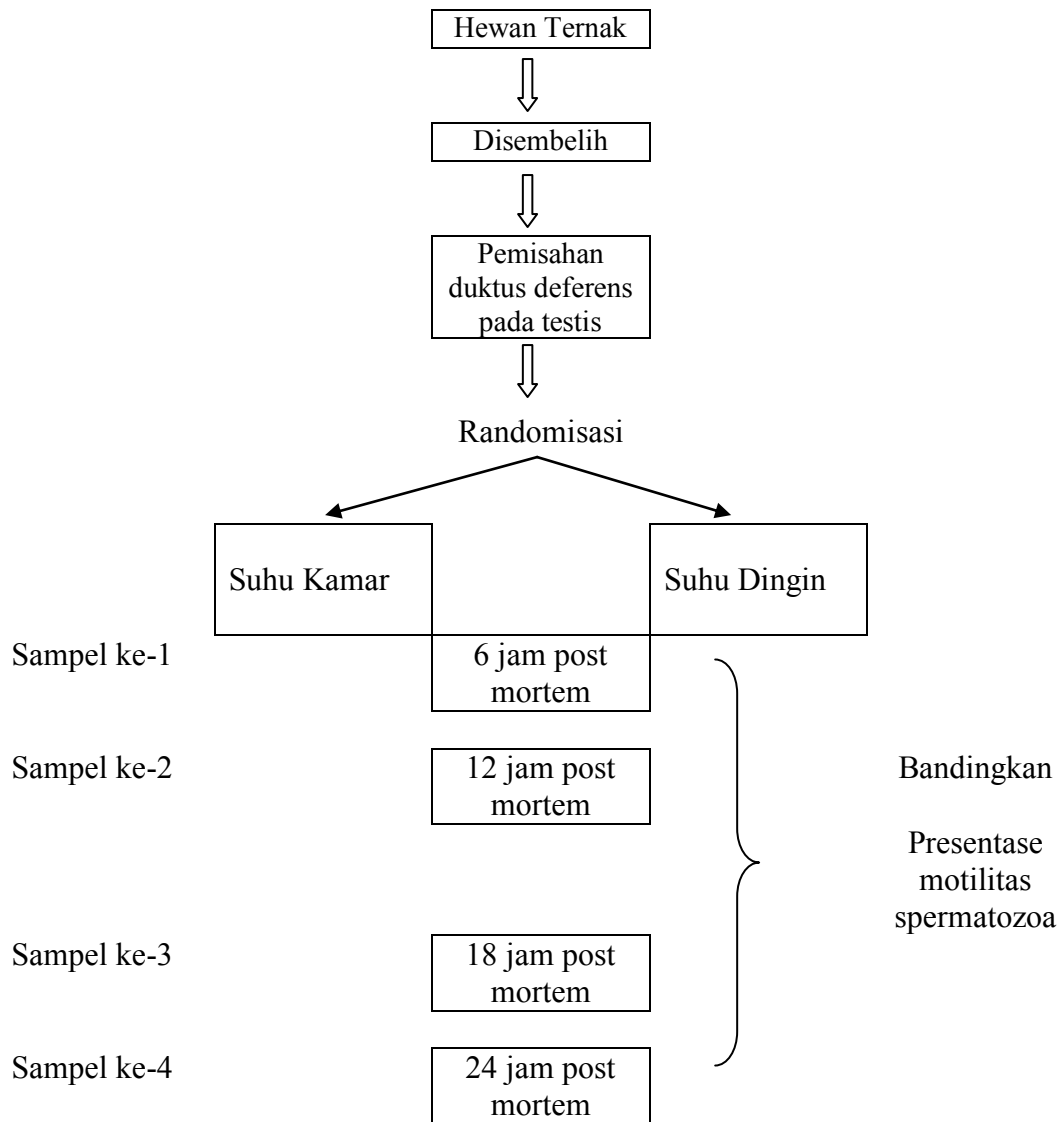 Hewan Ternak
Disembelih
Pemisahan
duktus deferens
pada testis
Randomisasi
Suhu Kamar
Suhu Dingin
Sampel ke-1
6 jam post
mortem
Sampel ke-2
12 jam post
mortem
Sampel ke-3
18 jam post
mortem
Sampel ke-4
24 jam post
mortem
Bandingkan
Presentase
motilitas
spermatozoa